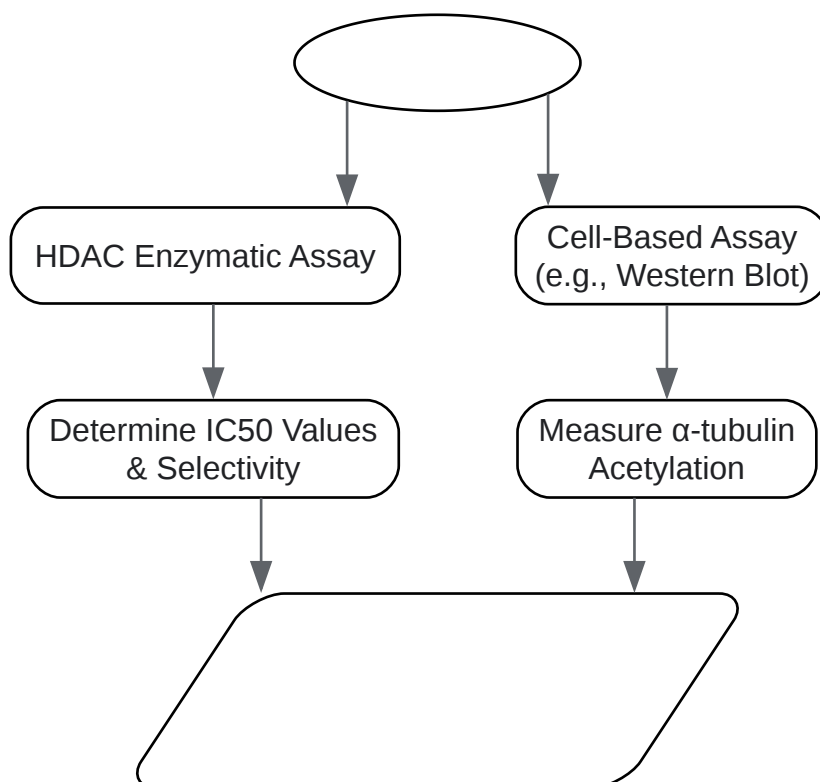 HDAC Enzymatic Assay
Cell-Based Assay
(e.g., Western Blot)
Determine IC50 Values
& Selectivity
Measure α-tubulin
Acetylation